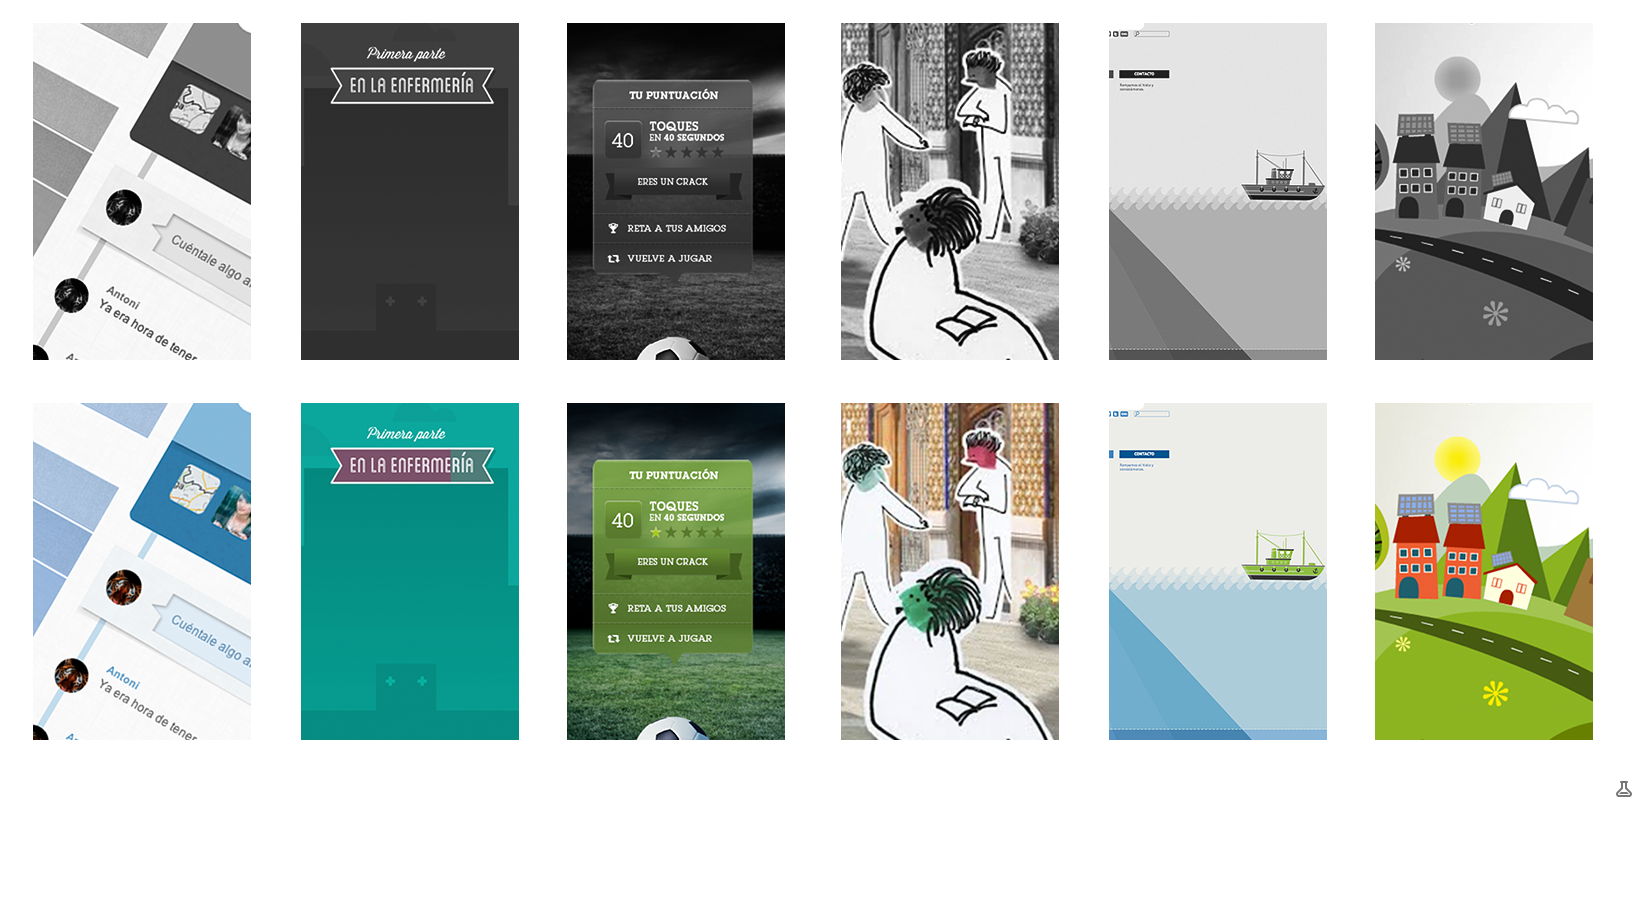 Cuéntale algo a
Antoni
Ya era hora de tener
Primera parte
EN LA ENFERMERÍA
TU PUNTUACIÓN
40
TOQUES
EN 40 SEGUNDOS
ERES UN CRACK
RETA A TUS AMIGOS
VUELVE A JUGAR
CONTACTO
Cuéntale algo a
Antoni
Ya era hora de tener
Primera parte
EN LA ENFERMERÍA
TU PUNTUACIÓN
40
TOQUES
EN 40 SEGUNDOS
ERES UN CRACK
RETA A TUS AMIGOS
VUELVE A JUGAR
CONTACTO